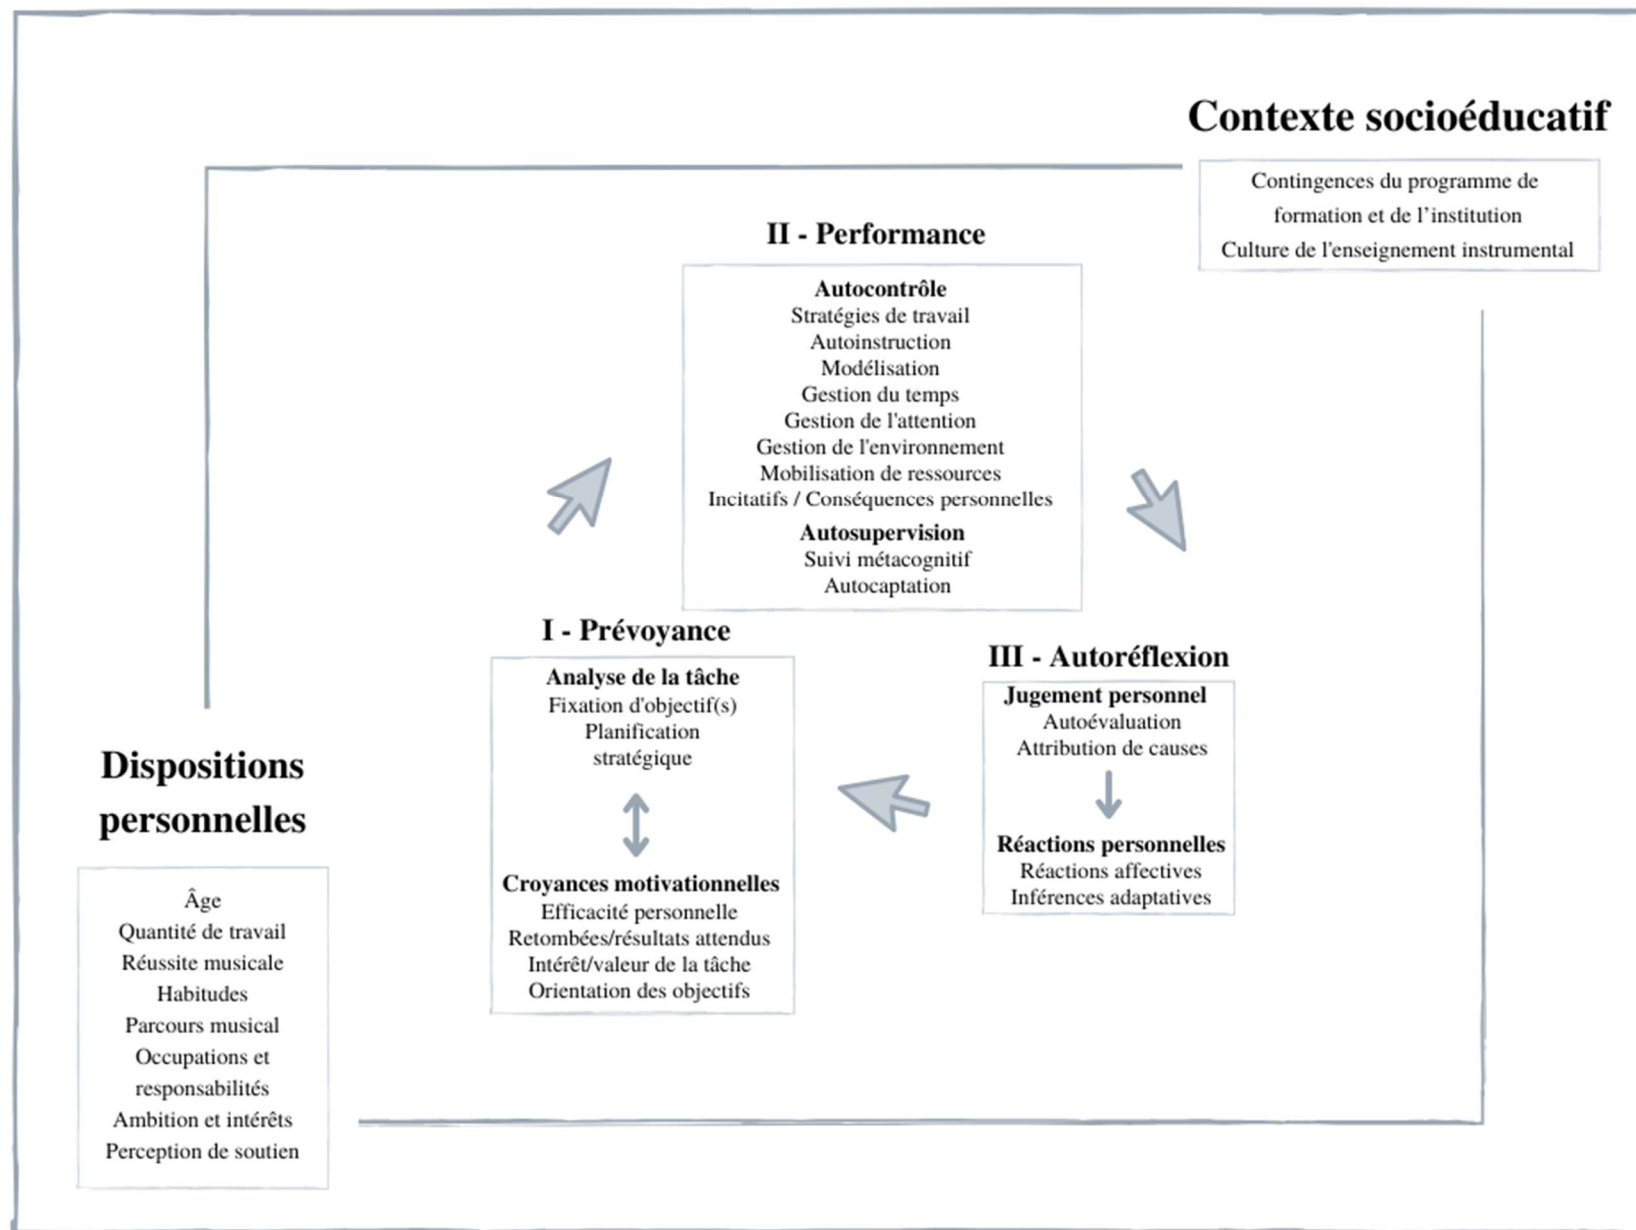 Contexte socioéducatif
Contingences du programme de
formation et de l'institution
Culture de l'enseignement instrumental
II - Performance
Autocontrôle
Stratégies de travail
Autoinstruction
Modélisation
Gestion du temps
Gestion de l'attention
Gestion de l'environnement
Mobilisation de ressources
Incitatifs / Conséquences personnelles
Autosupervision
Suivi métacognitif
Autocaptation
I - Prévoyance
Analyse de la tâche
Fixation d'objectif(s)
Planification
stratégique
Croyances motivationnelles
Efficacité personnelle
Retombées/résultats attendus
Intérêt/valeur de la tâche
Orientation des objectifs
III - Autoréflexion
Jugement personnel
Autoévaluation
Attribution de causes
Réactions personnelles
Réactions affectives
Inférences adaptatives
Dispositions
personnelles
Âge
Quantité de travail
Réussite musicale
Habitudes
Parcours musical
Occupations et
responsabilités
Ambition et intérêts
Perception de soutien